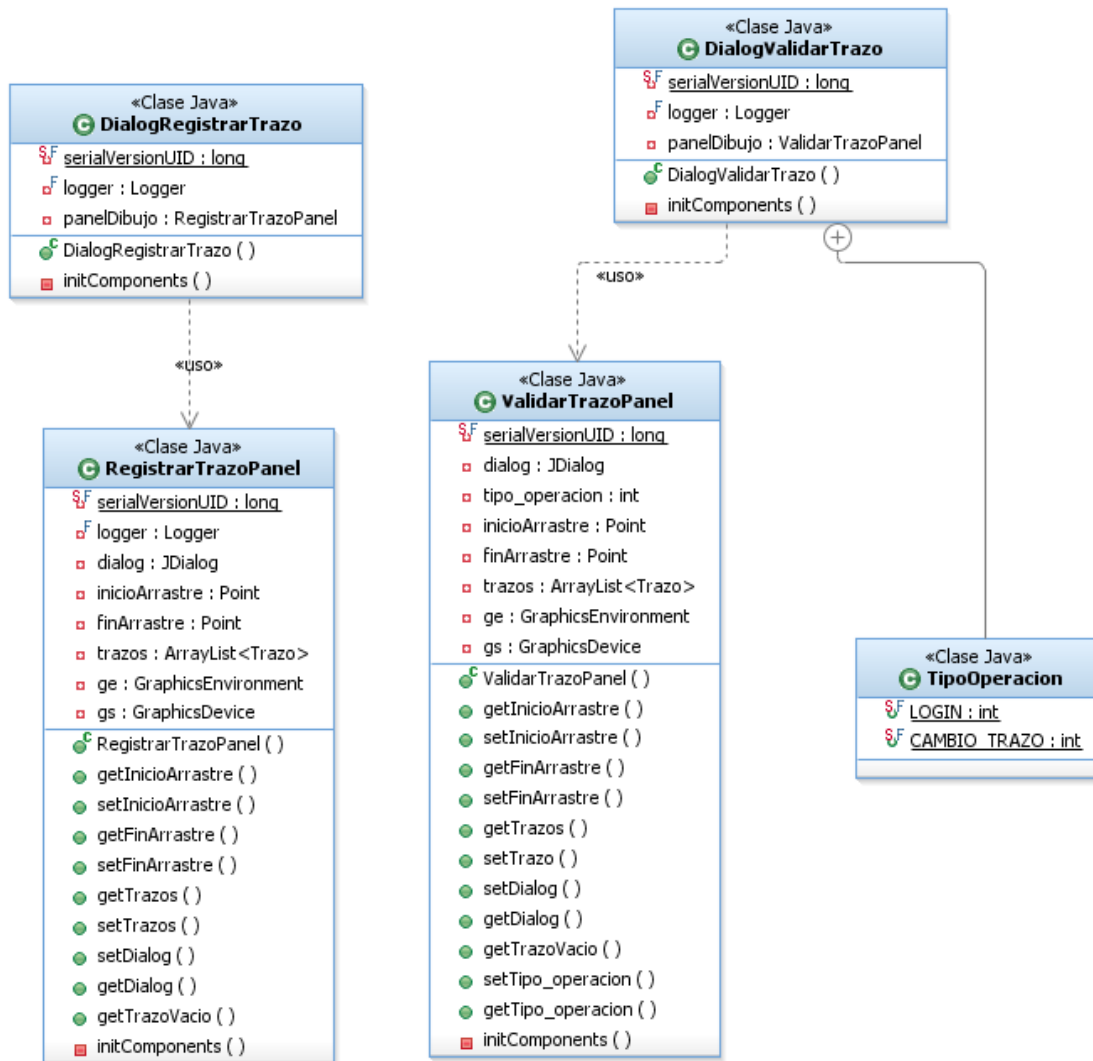 «Clase Java»
DialogRegistrarTrazo
serialVersionUID : long
logger : Logger
panelDibujo : RegistrarTrazoPanel
DialogRegistrarTrazo ( )
initComponents ( )
«uso»
«Clase Java»
RegistrarTrazoPanel
serialVersionUID : long
logger : Logger
dialog : JDialog
inicioArrastre : Point
finArrastre : Point
trazos : ArrayList<Trazo>
ge : GraphicsEnvironment
gs : GraphicsDevice
RegistrarTrazoPanel ( )
getInicioArrastre ( )
setInicioArrastre ( )
getFinArrastre ( )
setFinArrastre ( )
getTrazos ( )
setTrazos ( )
setDialog ( )
getDialog ( )
getTrazoVacio ( )
initComponents ( )
«Clase Java»
DialogValidarTrazo
serialVersionUID : long
logger : Logger
panelDibujo : ValidarTrazoPanel
DialogValidarTrazo ( )
initComponents ( )
«uso»
«Clase Java»
ValidarTrazoPanel
serialVersionUID : long
dialog : JDialog
tipo_operacion : int
inicioArrastre : Point
finArrastre : Point
trazos : ArrayList<Trazo>
ge : GraphicsEnvironment
gs : GraphicsDevice
ValidarTrazoPanel ( )
getInicioArrastre ( )
setInicioArrastre ( )
getFinArrastre ( )
setFinArrastre ( )
getTrazos ( )
setTrazo ( )
setDialog ( )
getDialog ( )
getTrazoVacio ( )
setTipo_operacion ( )
getTipo_operacion ( )
initComponents ( )
«Clase Java»
TipoOperacion
LOGIN : int
CAMBIO_TRAZO : int